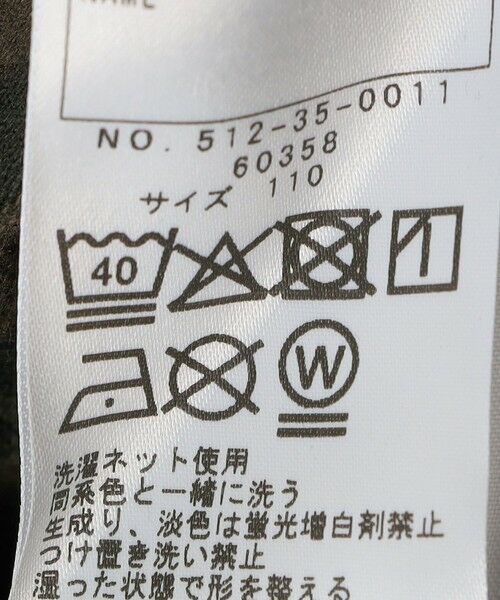 NAME
NO. 512-35-0011
60358
サイズ 110
40
W
洗濯ネット使用
同系色と一緒に洗う
生成り、淡色は蛍光増白剤禁止
つけ置き洗い禁止
湿った状態で形を整える